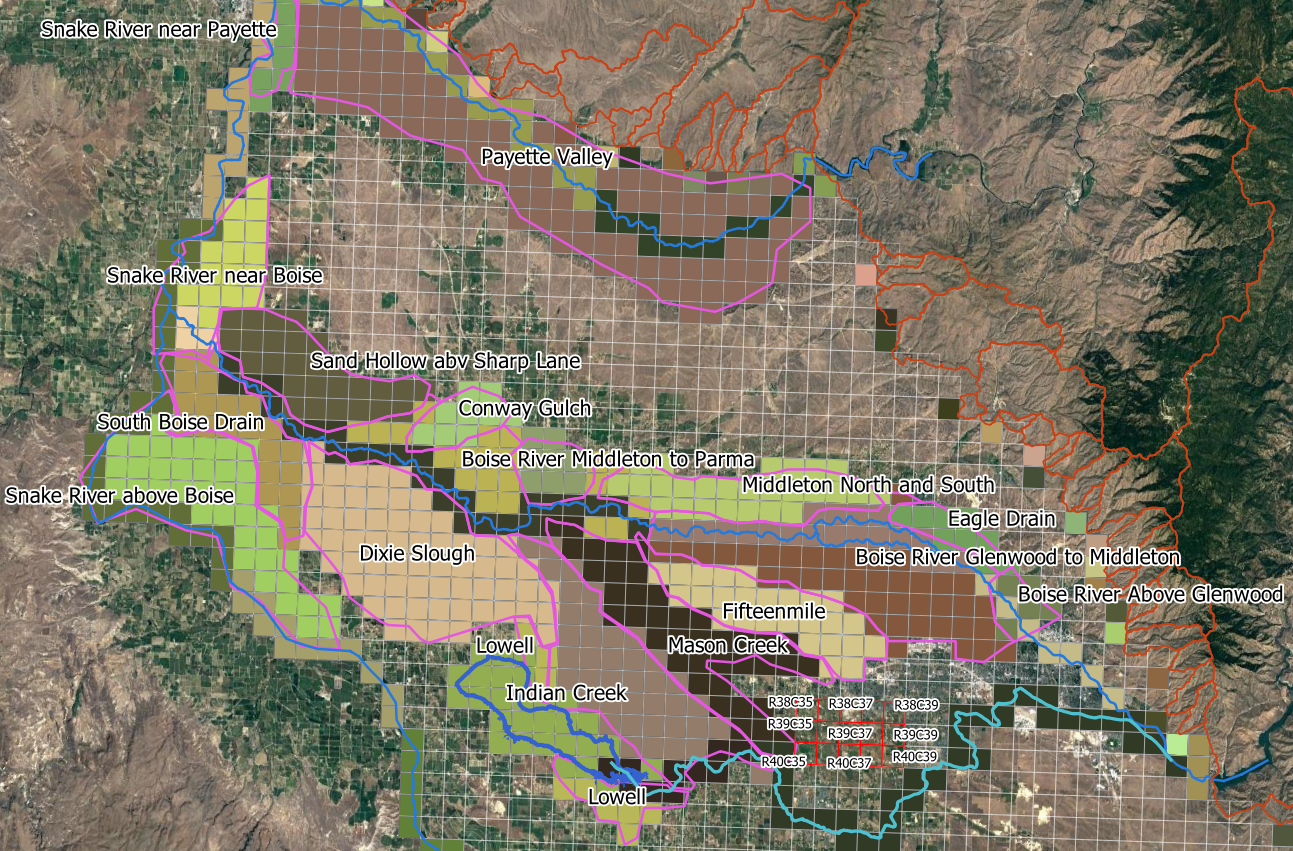 Snake River near Payette
Payette Valley
Snake River near Boise
Sand Hollow abv Sharp Lane
Conway Gulch
South Boise Drain
Boise River Middleton to Parma
Middleton North and South
Snake River above Boise
Eagle Drain
Dixie Slough
Boise River Glenwood to Middleton
Boise River Above Glenwood
Fifteenmile
Lowell
Mason Creek
Indian Creek
R38C35 R38C37 R38C39
R39C35 R39C37 R39C39
R40C35 R40C37 R40C39
Lowell